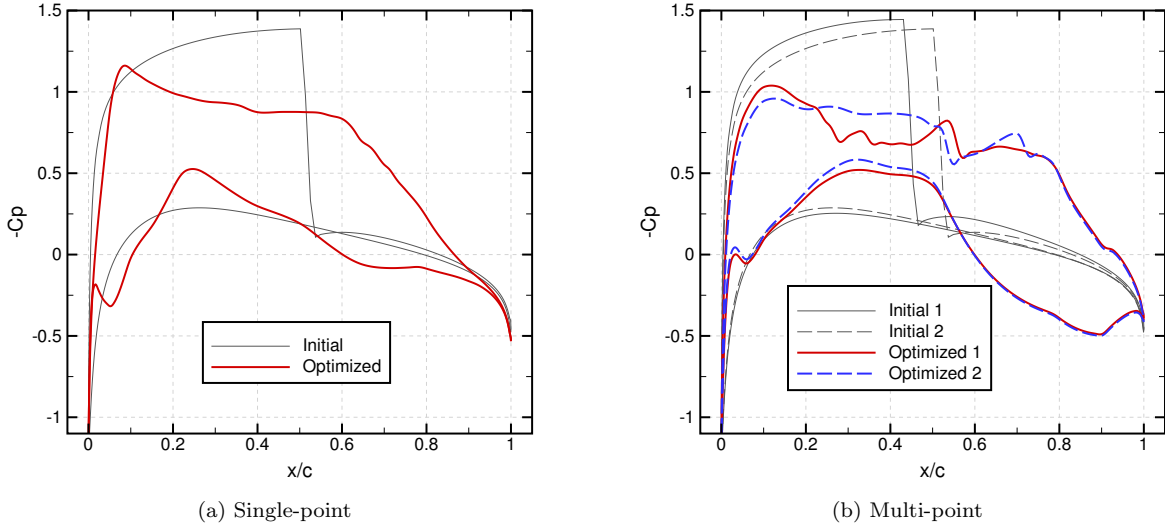 1.5
1
0.5
0
-0.5
-1
-Cp
0
0.2
0.4
0.6
0.8
1
x/c
Initial
Optimized
(a) Single-point
1.5
1
0.5
0
-0.5
-1
-Cp
0
0.2
0.4
0.6
0.8
1
x/c
Initial 1
Initial 2
Optimized 1
Optimized 2
(b) Multi-point